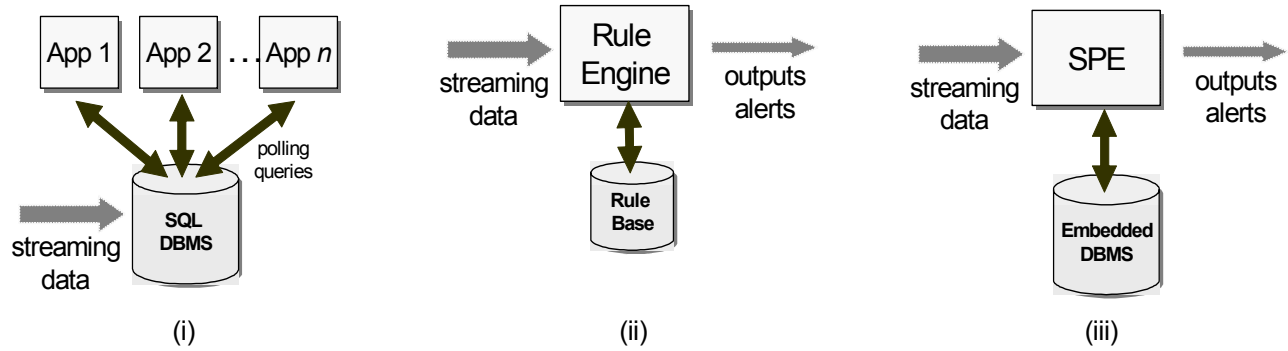 App 1 App 2 ... App n
polling
queries
SQL
DBMS
streaming
data
(i)
Rule
Engine
streaming
data
outputs
alerts
Rule
Base
(ii)
SPE
streaming
data
outputs
alerts
Embedded
DBMS
(iii)